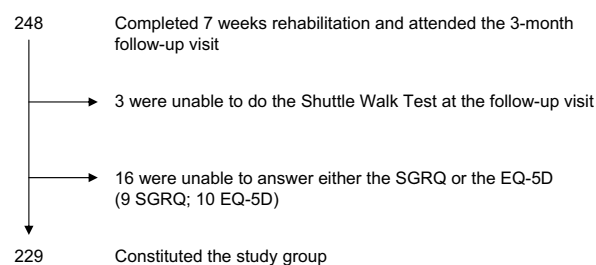 248 Completed 7 weeks rehabilitation and attended the 3-month
follow-up visit
3 were unable to do the Shuttle Walk Test at the follow-up visit
16 were unable to answer either the SGRQ or the EQ-5D
(9 SGRQ; 10 EQ-5D)
229 Constituted the study group